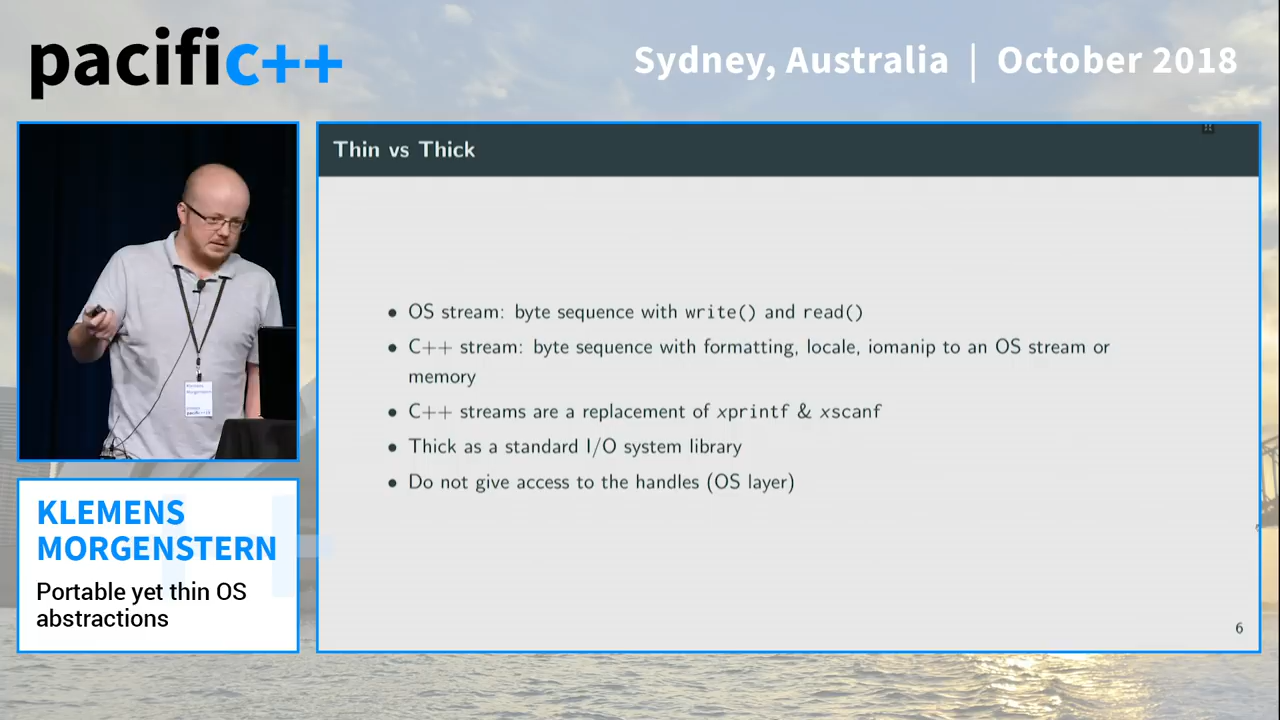 pacific++
Sydney, Australia | October 2018
Thin vs Thick
• OS stream: byte sequence with write() and read()
• C++ stream: byte sequence with formatting, locale, iomanip to an OS stream or
memory
• C++ streams are a replacement of xprintf & xscanf
• Thick as a standard I/O system library
• Do not give access to the handles (OS layer)
6
Klemens
Morgenstern
pacific++
KLEMENS
MORGENSTERN
Portable yet thin OS
abstractions